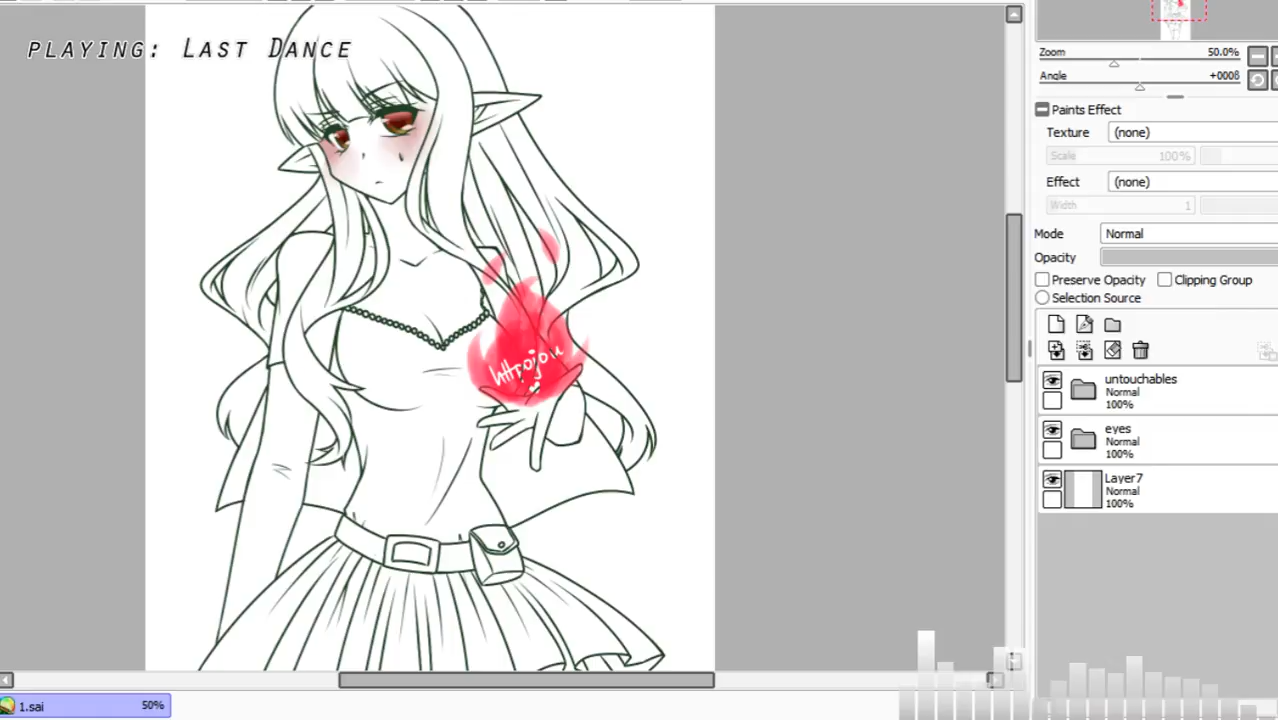 PLAYING: LAST DANCE
Zoom 50.0%
Angle +0008
Paints Effect
Texture (none)
Scale 100%
Effect (none)
Width 1
Mode Normal
Opacity
Preserve Opacity Clipping Group
Selection Source
untouchables
Normal
100%
eyes
Normal
100%
Layer7
Normal
100%
1.sai 50%